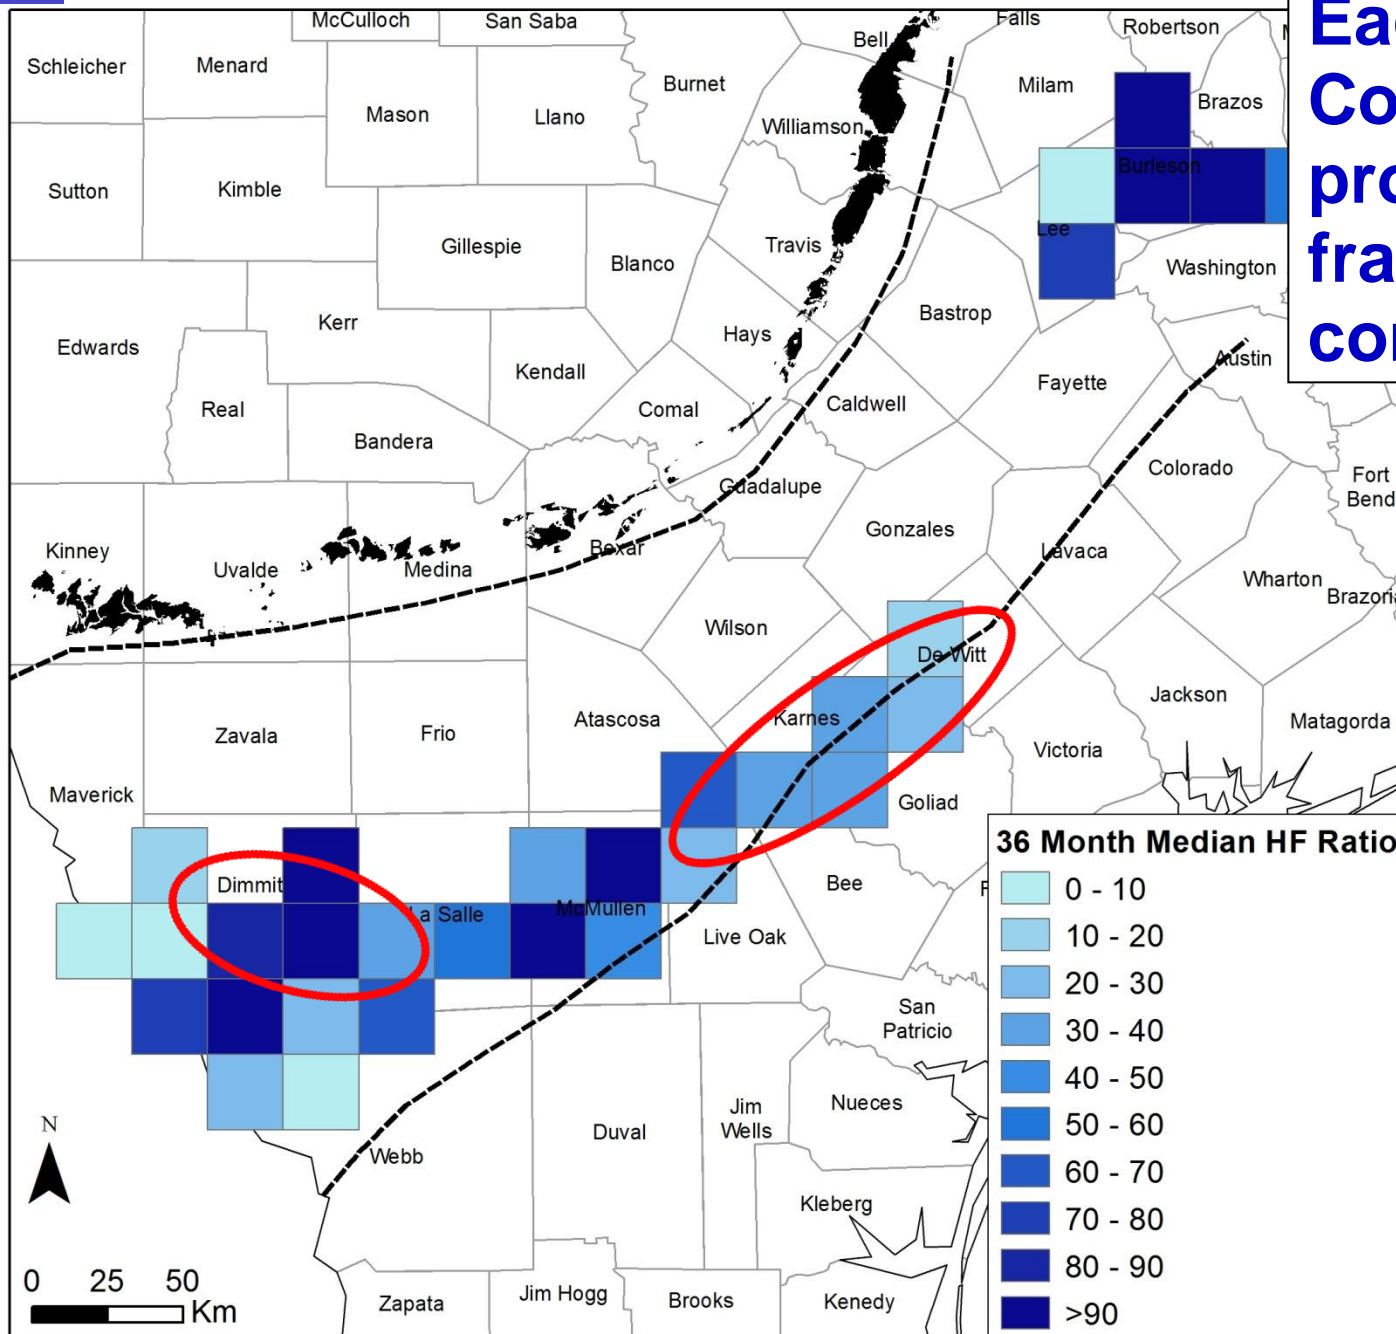 McCulloch
San Saba
Falls
Robertson
Bell
Schleicher
Menard
Burnet
Milam
Brazos
Mason
Llano
Williamson
Burleson
Sutton
Kimble
Gillespie
Travis
Lee
Blanco
Washington
Bastrop
Kerr
Hays
Edwards
Kendall
Austin
Fayette
Real
Comal
Caldwell
Bandera
Colorado
Fort
Bend
Guadalupe
Gonzales
Kinney
Uvalde
Medina
Bexar
Lavaca
Wharton
Wilson
De Witt
Jackson
Zavala
Frio
Atascosa
Karnes
Victoria
Matagorda
Maverick
Goliad
Dimmit
La Salle
McMullen
Bee
Live Oak
San
Patricio
Nueces
Jim
Wells
Duval
Webb
Kleberg
Zapata
Jim Hogg
Brooks
Kenedy
N
0 25 50
Km
36 Month Median HF Ratio
0 - 10
10 - 20
20 - 30
30 - 40
40 - 50
50 - 60
60 - 70
70 - 80
80 - 90
>90